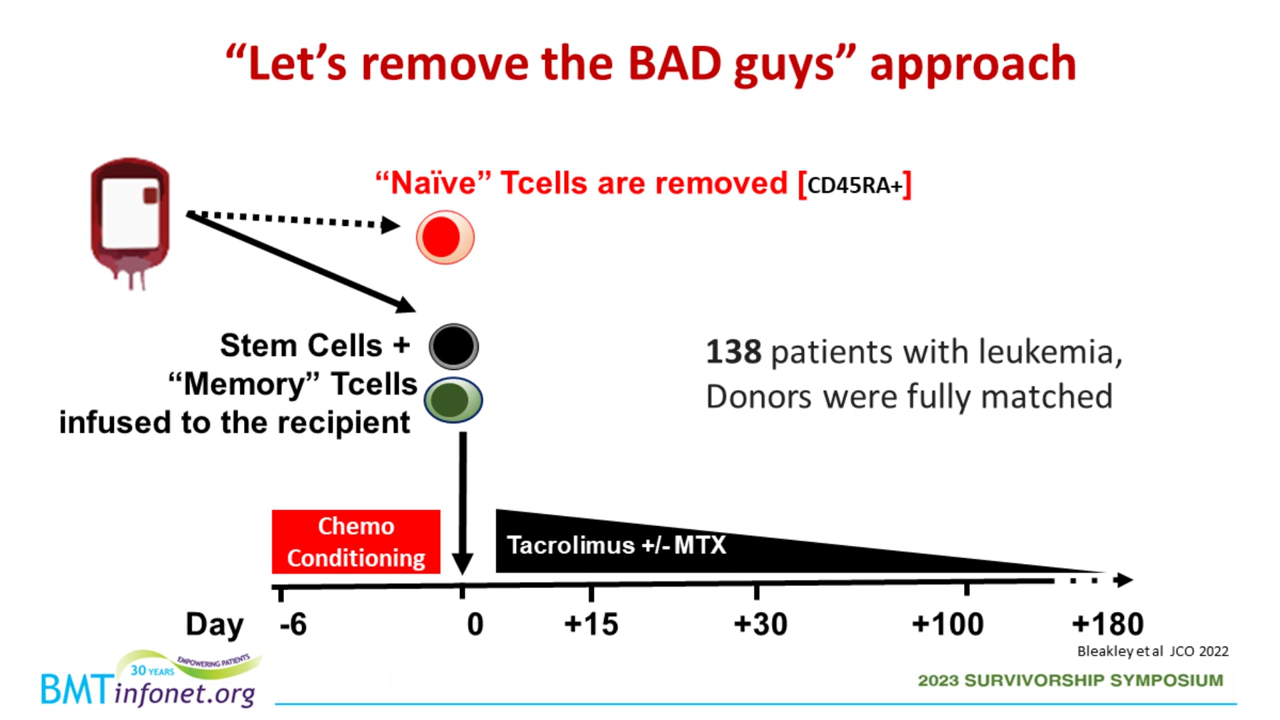 “Let’s remove the BAD guys” approach
“Naïve” Tcells are removed [CD45RA+]
Stem Cells +
“Memory” Tcells
infused to the recipient
138 patients with leukemia,
Donors were fully matched
Chemo
Conditioning
Tacrolimus +/- MTX
Day -6 0 +15 +30 +100 +180
Bleakley et al JCO 2022
30 YEARS EMPOWERING PATIENTS
BMTinfonet.org
2023 SURVIVORSHIP SYMPOSIUM